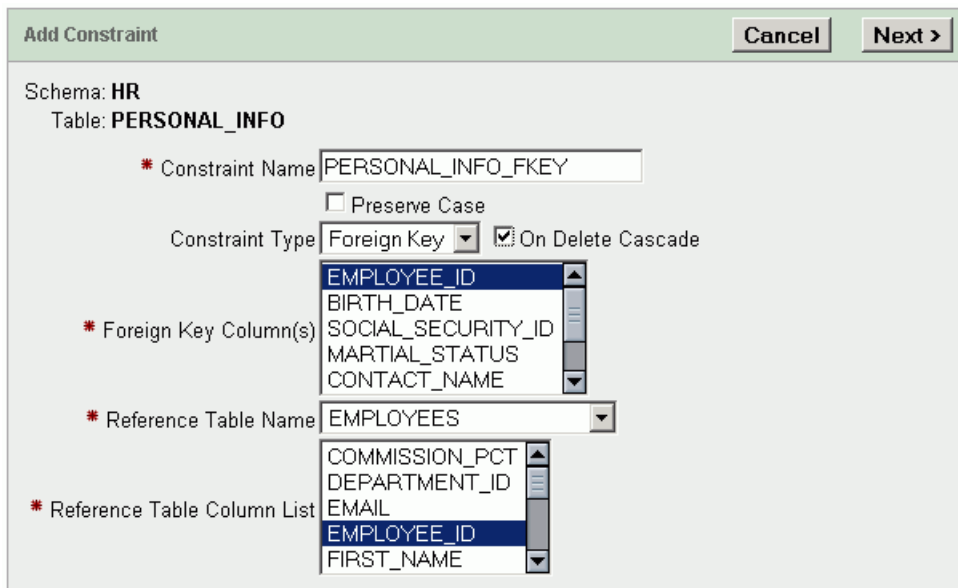 Add Constraint Cancel Next >
Schema: HR
Table: PERSONAL_INFO
* Constraint Name PERSONAL_INFO_FKEY
Preserve Case
Constraint Type Foreign Key On Delete Cascade
EMPLOYEE_ID
BIRTH_DATE
* Foreign Key Column(s) SOCIAL_SECURITY_ID
MARTIAL_STATUS
CONTACT_NAME
* Reference Table Name EMPLOYEES
COMMISSION_PCT
DEPARTMENT_ID
* Reference Table Column List EMAIL
EMPLOYEE_ID
FIRST_NAME